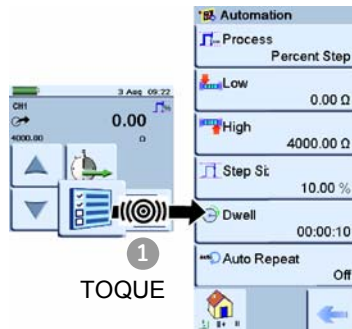 3 Aug 09:22
CH1
0.00
4000.00
Ω
1
TOQUE
Automation
Process
Percent Step
Low
0.00 Ω
High
4000.00 Ω
Step Si:
10.00 %
Dwell
00:00:10
Auto Repeat
Off